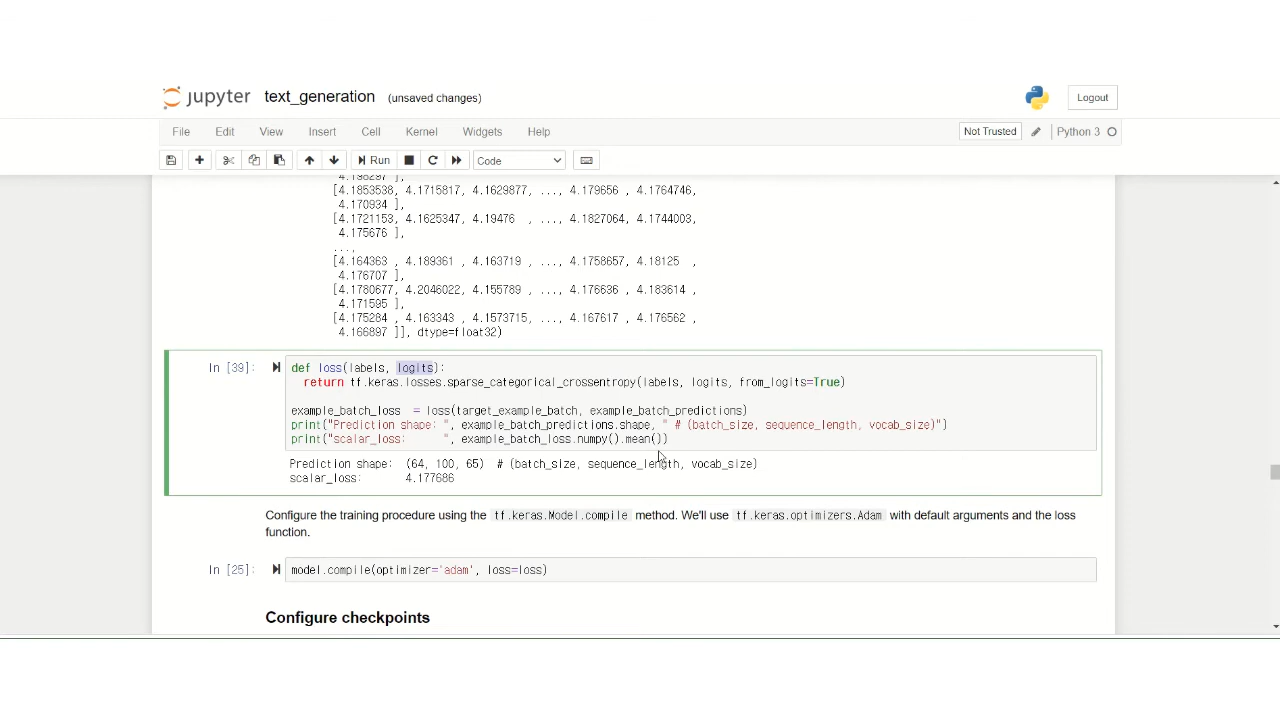 jupyter text_generation (unsaved changes) Logout
File Edit View Insert Cell Kernel Widgets Help Not Trusted Python 3
Run Code
4.196297 ],
[4.1853538, 4.1715817, 4.1629877, ..., 4.179656 , 4.1764746,
4.170934 ],
[4.1721153, 4.1625347, 4.19476 , ..., 4.1827064, 4.1744003,
4.175676 ],
...,
[4.164363 , 4.189361 , 4.163719 , ..., 4.1758657, 4.18125 ,
4.176707 ],
[4.1780677, 4.2046022, 4.155789 , ..., 4.176636 , 4.183614 ,
4.171595 ],
[4.175284 , 4.163343 , 4.1573715, ..., 4.167617 , 4.176562 ,
4.166897 ]], dtype=float32)
In [39]: def loss(labels, logits):
return tf.keras.losses.sparse_categorical_crossentropy(labels, logits, from_logits=True)
example_batch_loss = loss(target_example_batch, example_batch_predictions)
print("Prediction shape: ", example_batch_predictions.shape, " # (batch_size, sequence_length, vocab_size)")
print("scalar_loss: ", example_batch_loss.numpy().mean())
Prediction shape: (64, 100, 65) # (batch_size, sequence_length, vocab_size)
scalar_loss: 4.177686
Configure the training procedure using the tf.keras.Model.compile method. We'll use tf.keras.optimizers.Adam with default arguments and the loss
function.
In [25]: model.compile(optimizer='adam', loss=loss)
Configure checkpoints